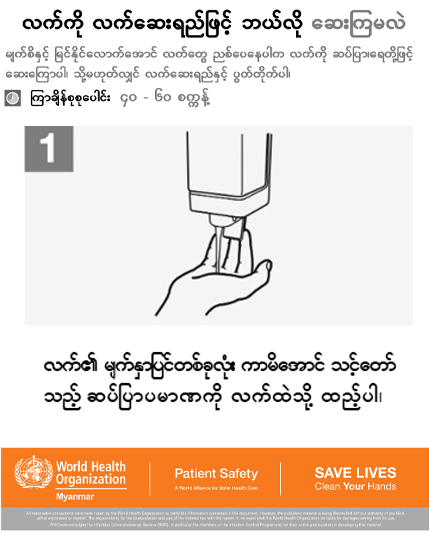 လက်ကို လက်ဆေးရည်ဖြင့် ဘယ်လို ဆေးကြမလဲ
မျက်စိနှင့် မြင်နိုင်လောက်အောင် လက်တွေ ညစ်ပေနေပါက လက်ကို ဆပ်ပြာ၊ရေတို့ဖြင့်
ဆေးကြောပါ၊ သို့မဟုတ်လျှင် လက်ဆေးရည်နှင့် ပွတ်တိုက်ပါ၊
ကြာချိန်စုစုပေါင်း ၄၀ - ၆၀ စက္ကန့်
1
လက်၏ မျက်နှာပြင်တစ်ခုလုံး ကာမိအောင် သင့်တော်
သည့် ဆပ်ပြာပမာဏကို လက်ထဲသို့ ထည့်ပါ၊
World Health
Organization
Myanmar
Patient Safety
A World Alliance for Safer Health Care
SAVE LIVES
Clean Your Hands